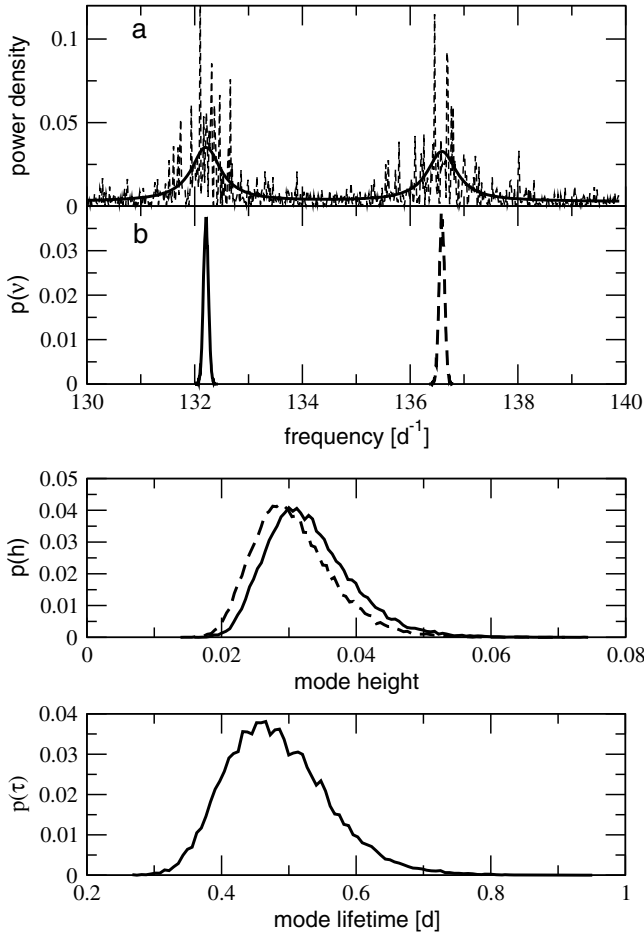 a
0.1
0.05
0
power density
b
0.03
0.02
0.01
0
p(ν)
130 132 134 136 138 140
frequency [d⁻¹]
0.05
0.04
0.03
0.02
0.01
0
p(h)
0 0.02 0.04 0.06 0.08
mode height
0.04
0.03
0.02
0.01
0
p(τ)
0.2 0.4 0.6 0.8 1
mode lifetime [d]